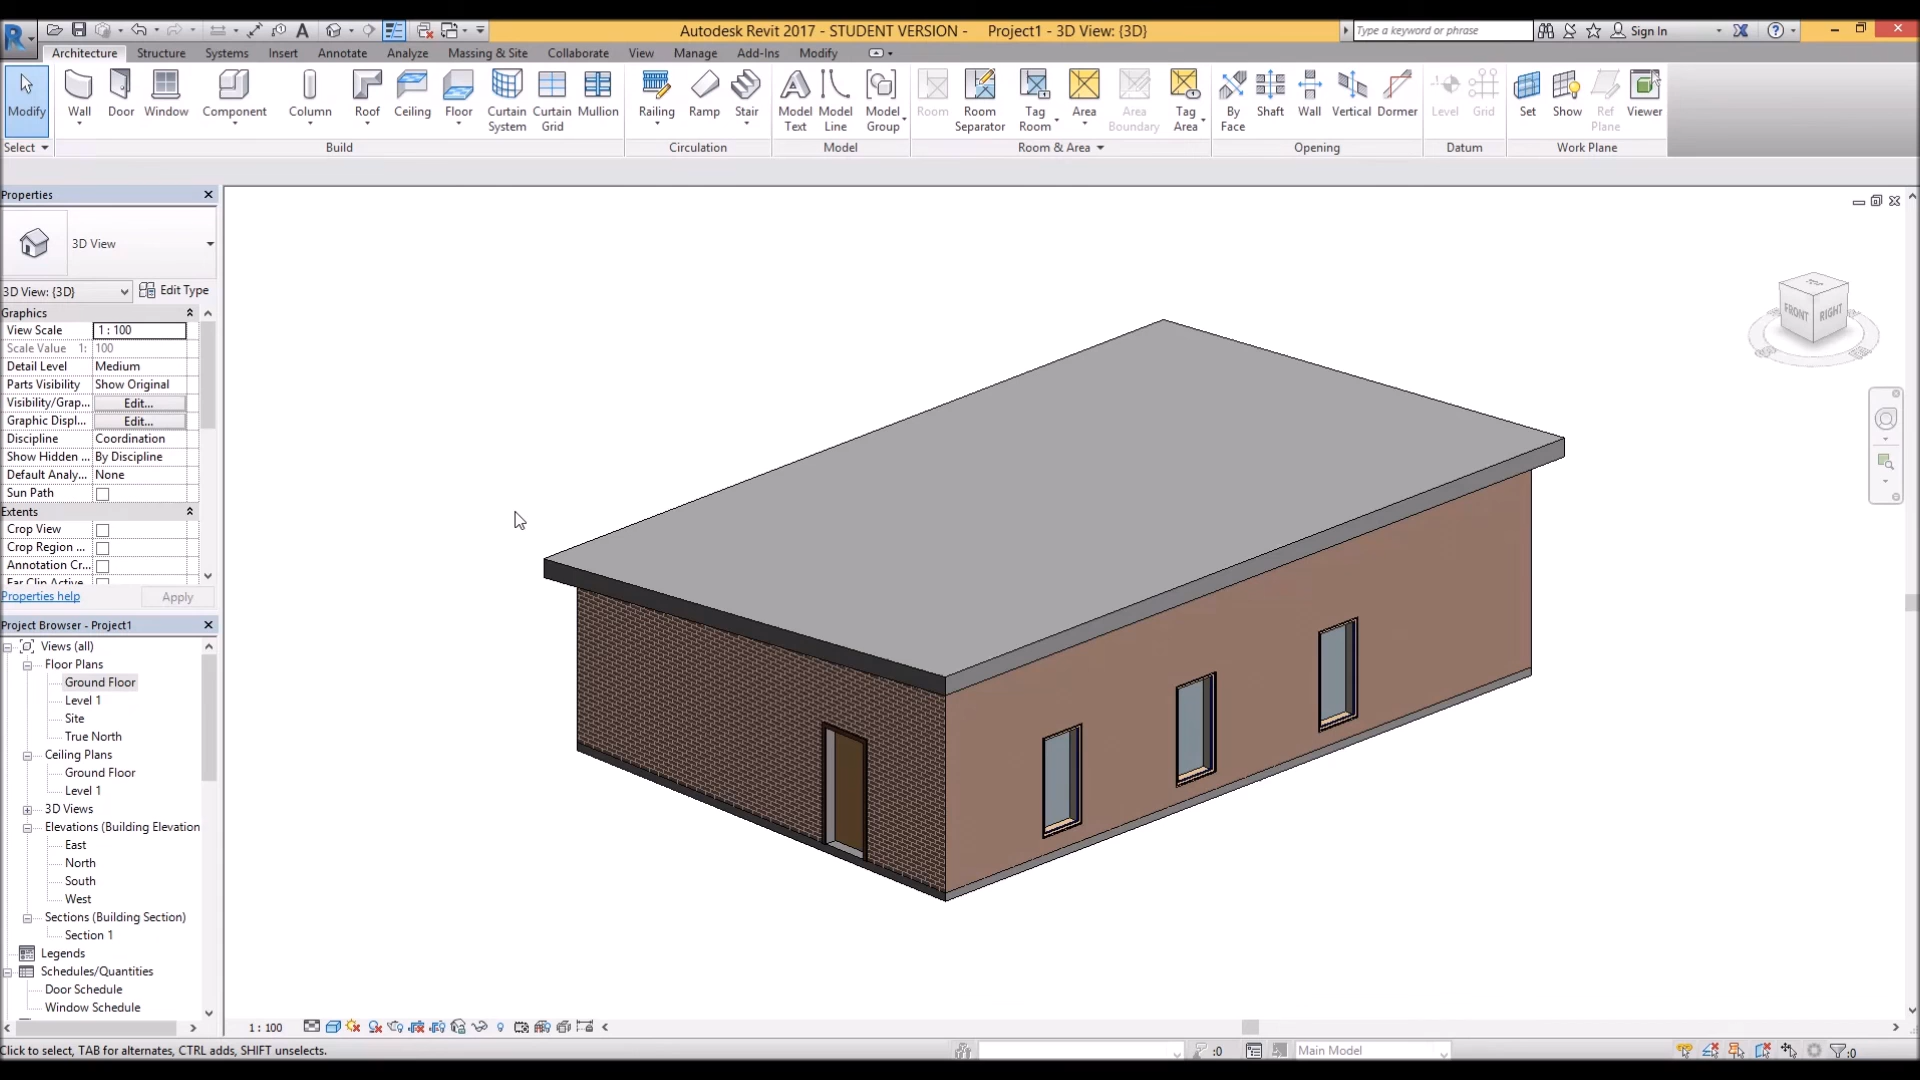 Autodesk Revit 2017 - STUDENT VERSION - Project1 - 3D View: {3D}
Type a keyword or phrase
Sign In
Architecture Structure Systems Insert Annotate Analyze Massing & Site Collaborate View Manage Add-Ins Modify
Modify Wall Door Window Component Column Roof Ceiling Floor Curtain System Curtain Grid Mullion Railing Ramp Stair Model Text Model Line Model Group Room Room Separator Tag Room Area Area Boundary Tag Area By Face Shaft Wall Vertical Dormer Level Grid Set Show Ref Plane Viewer
Select Build Circulation Model Room & Area Opening Datum Work Plane
Properties
3D View
3D View: {3D} Edit Type
Graphics
View Scale 1 : 100
Scale Value 1: 100
Detail Level Medium
Parts Visibility Show Original
Visibility/Grap... Edit...
Graphic Displ... Edit...
Discipline Coordination
Show Hidden ... By Discipline
Default Analy... None
Sun Path
Extents
Crop View
Crop Region ...
Annotation Cr...
Far Clip Active
Properties help Apply
Project Browser - Project1
Views (all)
Floor Plans
Ground Floor
Level 1
Site
True North
Ceiling Plans
Ground Floor
Level 1
3D Views
Elevations (Building Elevation
East
North
South
West
Sections (Building Section)
Section 1
Legends
Schedules/Quantities
Door Schedule
Window Schedule
TOP
FRONT
RIGHT
1 : 100
Click to select, TAB for alternates, CTRL adds, SHIFT unselects.
:0
Main Model
:0